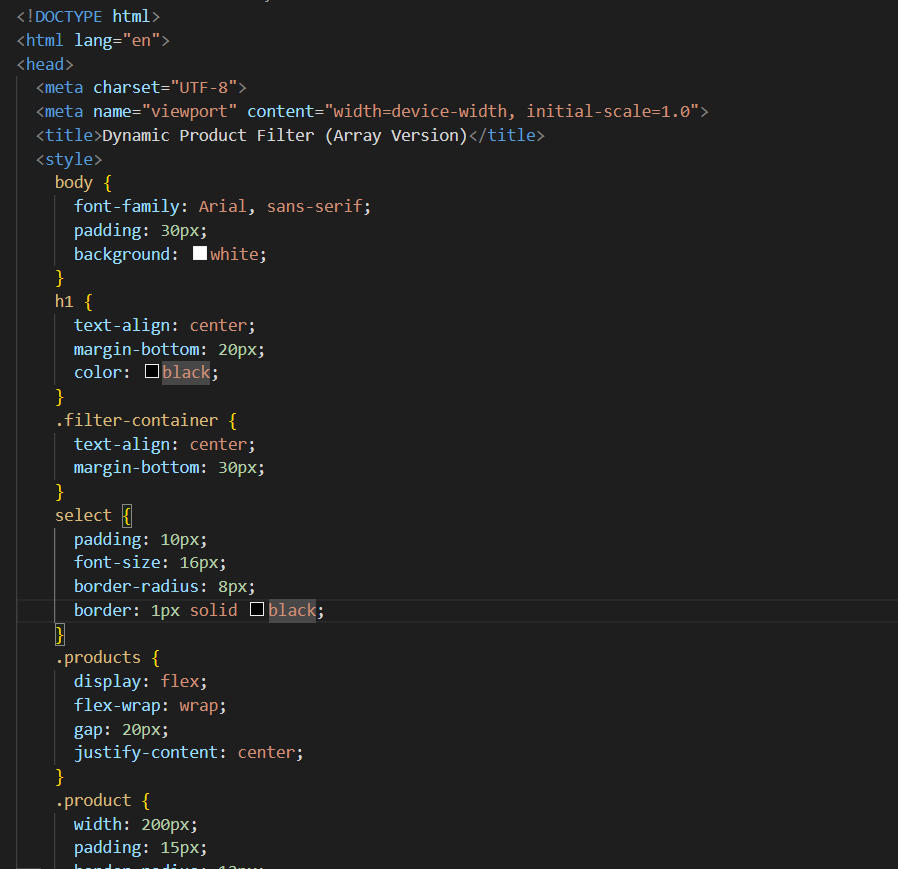 <!DOCTYPE html>
<html lang="en">
<head>
  <meta charset="UTF-8">
  <meta name="viewport" content="width=device-width, initial-scale=1.0">
  <title>Dynamic Product Filter (Array Version)</title>
  <style>
    body {
      font-family: Arial, sans-serif;
      padding: 30px;
      background: white;
    }
    h1 {
      text-align: center;
      margin-bottom: 20px;
      color: black;
    }
    .filter-container {
      text-align: center;
      margin-bottom: 30px;
    }
    select {
      padding: 10px;
      font-size: 16px;
      border-radius: 8px;
      border: 1px solid black;
    }
    .products {
      display: flex;
      flex-wrap: wrap;
      gap: 20px;
      justify-content: center;
    }
    .product {
      width: 200px;
      padding: 15px;